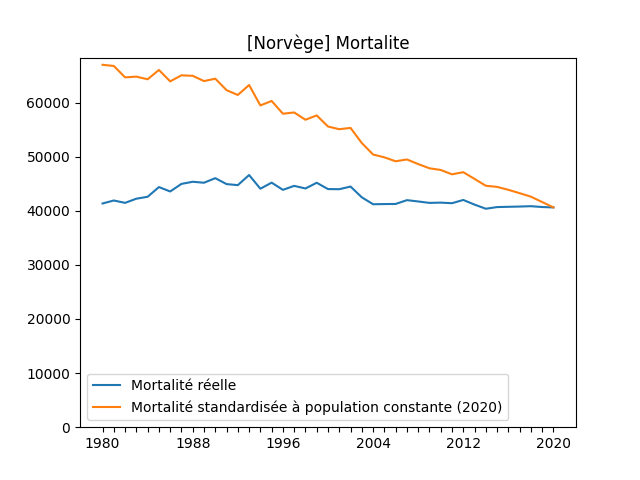 [Norvège] Mortalite
60000
50000
40000
30000
20000
10000
0
Mortalité réelle
Mortalité standardisée à population constante (2020)
1980 1988 1996 2004 2012 2020